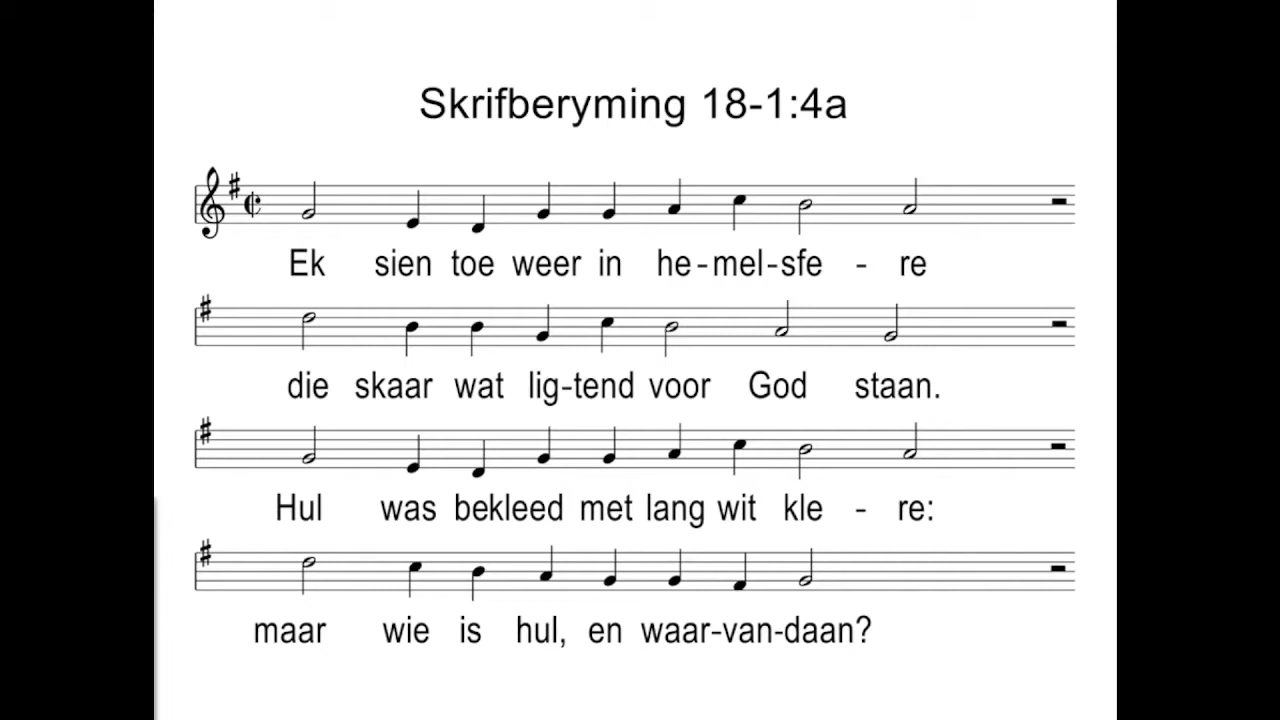 Skrifberyming 18-1:4a
Ek sien toe weer in he-mel-sfe - re
die skaar wat lig-tend voor God staan.
Hul was bekleed met lang wit kle - re:
maar wie is hul, en waar-van-daan?